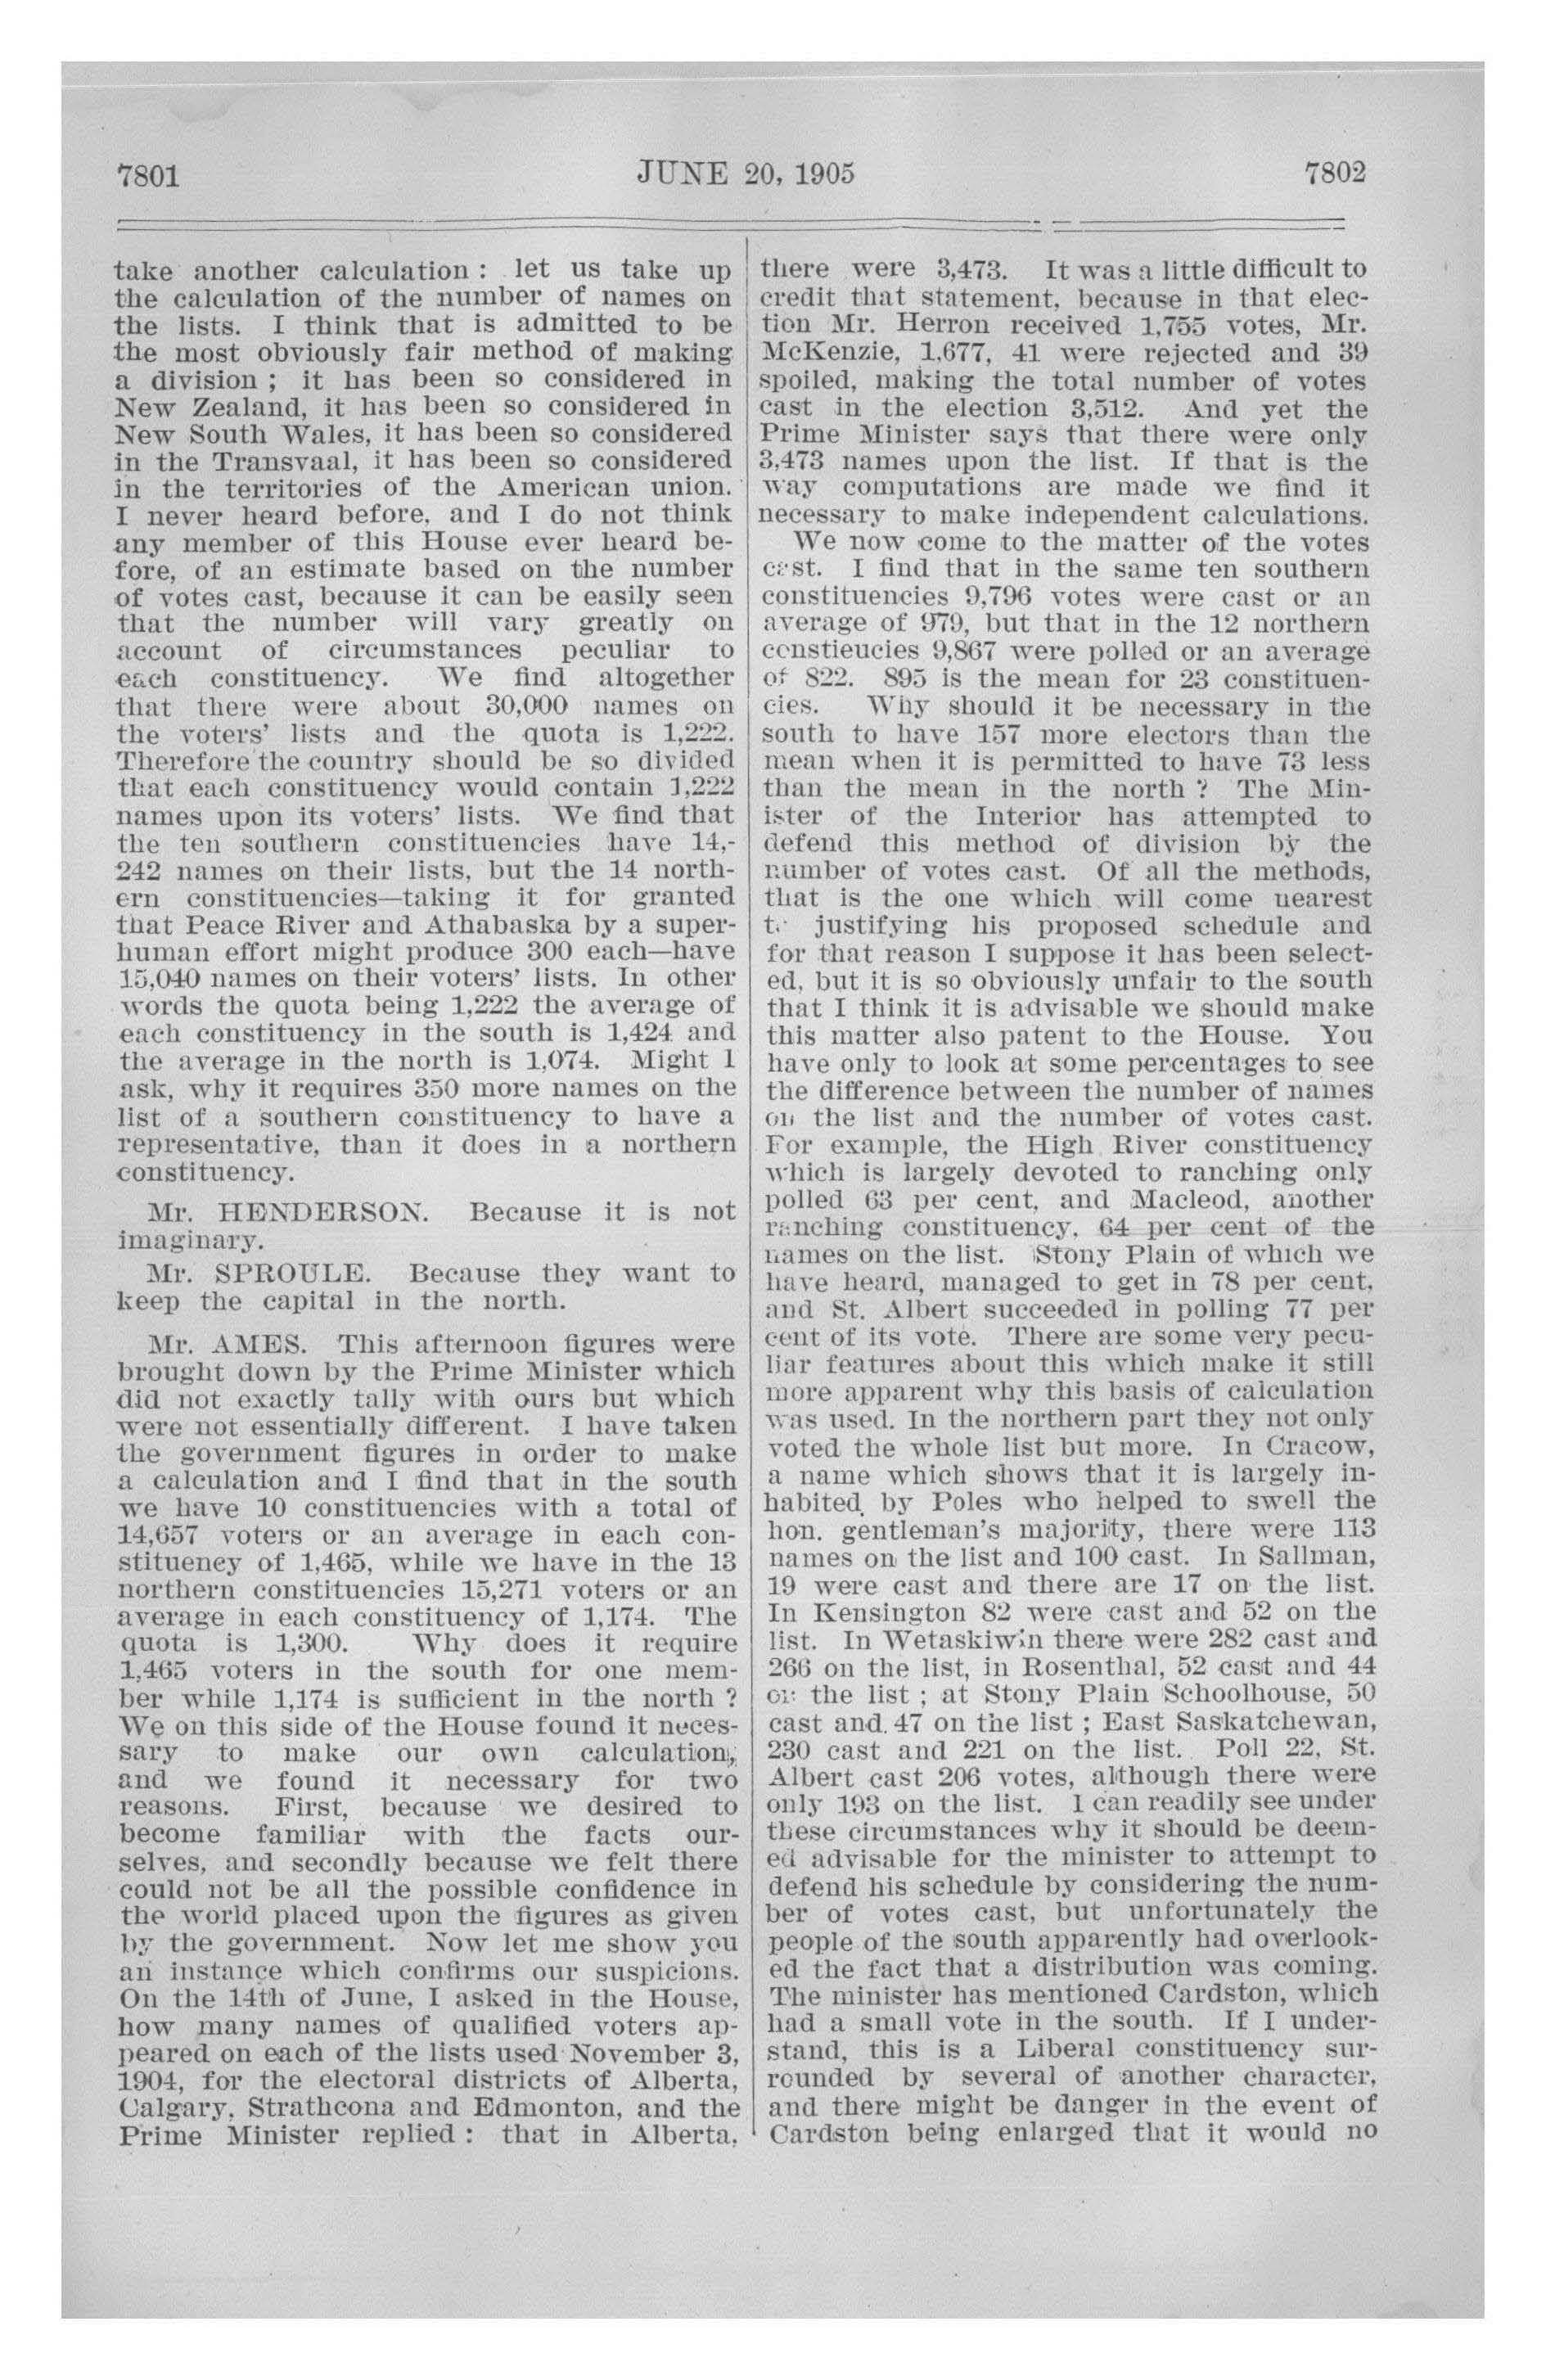 7801
JUNE 20, 1905
7802
take another calculation : let us take up
the calculation of the number of names on
the lists. I think that is admitted to be
the most obviously fair method of making
a division ; it has been so considered in
New Zealand, it has been so considered in
New South Wales, it has been so considered
in the Transvaal, it has been so considered
in the territories of the American union.
I never heard before, and I do not think
any member of this House ever heard be-
fore, of an estimate based on the number
of votes cast, because it can be easily seen
that the number will vary greatly on
account of circumstances peculiar to
each constituency. We find altogether
that there were about 30,000 names on
the voters' lists and the quota is 1,222.
Therefore the country should be so divided
that each constituency would contain 1,222
names upon its voters' lists. We find that
the ten southern constituencies have 14,-
242 names on their lists, but the 14 north-
ern constituencies—taking it for granted
that Peace River and Athabaska by a super-
human effort might produce 300 each—have
15,040 names on their voters' lists. In other
words the quota being 1,222 the average of
each constituency in the south is 1,424 and
the average in the north is 1,074. Might I
ask, why it requires 350 more names on the
list of a southern constituency to have a
representative, than it does in a northern
constituency.
Mr. HENDERSON. Because it is not
imaginary.
Mr. SPROULE. Because they want to
keep the capital in the north.
Mr. AMES. This afternoon figures were
brought down by the Prime Minister which
did not exactly tally with ours but which
were not essentially different. I have taken
the government figures in order to make
a calculation and I find that in the south
we have 10 constituencies with a total of
14,657 voters or an average in each con-
stituency of 1,465, while we have in the 13
northern constituencies 15,271 voters or an
average in each constituency of 1,174. The
quota is 1,300. Why does it require
1,465 voters in the south for one mem-
ber while 1,174 is sufficient in the north ?
We on this side of the House found it neces-
sary to make our own calculation,
and we found it necessary for two
reasons. First, because we desired to
become familiar with the facts our-
selves, and secondly because we felt there
could not be all the possible confidence in
the world placed upon the figures as given
by the government. Now let me show you
an instance which confirms our suspicions.
On the 14th of June, I asked in the House,
how many names of qualified voters ap-
peared on each of the lists used November 3,
1904, for the electoral districts of Alberta,
Calgary, Strathcona and Edmonton, and the
Prime Minister replied : that in Alberta,
there were 3,473. It was a little difficult to
credit that statement, because in that elec-
tion Mr. Herron received 1,755 votes, Mr.
McKenzie, 1,677, 41 were rejected and 39
spoiled, making the total number of votes
cast in the election 3,512. And yet the
Prime Minister says that there were only
3,473 names upon the list. If that is the
way computations are made we find it
necessary to make independent calculations.
We now come to the matter of the votes
cast. I find that in the same ten southern
constituencies 9,796 votes were cast or an
average of 979, but that in the 12 northern
constieucies 9,867 were polled or an average
of 822. 895 is the mean for 23 constituen-
cies. Why should it be necessary in the
south to have 157 more electors than the
mean when it is permitted to have 73 less
than the mean in the north ? The Min-
ister of the Interior has attempted to
defend this method of division by the
number of votes cast. Of all the methods,
that is the one which will come nearest
to justifying his proposed schedule and
for that reason I suppose it has been select-
ed, but it is so obviously unfair to the south
that I think it is advisable we should make
this matter also patent to the House. You
have only to look at some percentages to see
the difference between the number of names
on the list and the number of votes cast.
For example, the High River constituency
which is largely devoted to ranching only
polled 63 per cent, and Macleod, another
ranching constituency, 64 per cent of the
names on the list. Stony Plain of which we
have heard, managed to get in 78 per cent,
and St. Albert succeeded in polling 77 per
cent of its vote. There are some very pecu-
liar features about this which make it still
more apparent why this basis of calculation
was used. In the northern part they not only
voted the whole list but more. In Cracow,
a name which shows that it is largely in-
habited by Poles who helped to swell the
hon. gentleman's majority, there were 113
names on the list and 100 cast. In Sallman,
19 were cast and there are 17 on the list.
In Kensington 82 were cast and 52 on the
list. In Wetaskiwin there were 282 cast and
266 on the list, in Rosenthal, 52 cast and 44
on the list ; at Stony Plain Schoolhouse, 50
cast and 47 on the list ; East Saskatchewan,
230 cast and 221 on the list. Poll 22, St.
Albert cast 206 votes, although there were
only 193 on the list. I can readily see under
these circumstances why it should be deem-
ed advisable for the minister to attempt to
defend his schedule by considering the num-
ber of votes cast, but unfortunately the
people of the south apparently had overlook-
ed the fact that a distribution was coming.
The minister has mentioned Cardston, which
had a small vote in the south. If I under-
stand, this is a Liberal constituency sur-
rounded by several of another character,
and there might be danger in the event of
Cardston being enlarged that it would no